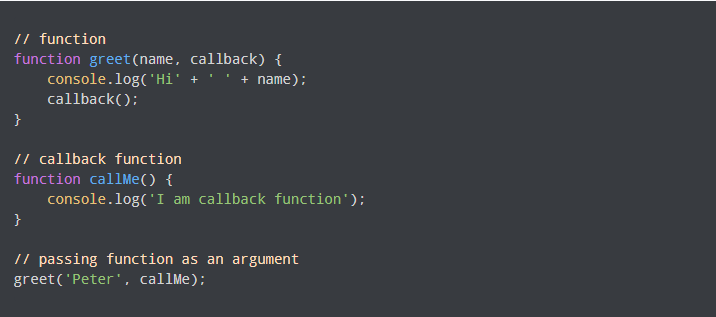 // function
function greet(name, callback) {
    console.log('Hi' + ' ' + name);
    callback();
}
// callback function
function callMe() {
    console.log('I am callback function');
}
// passing function as an argument
greet('Peter', callMe);